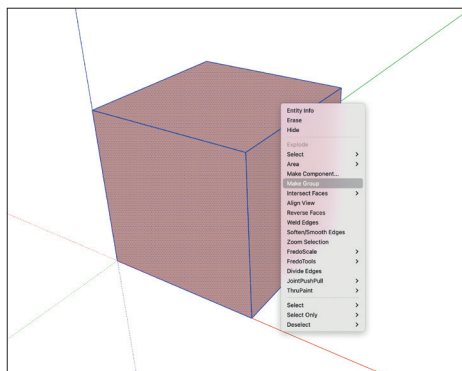 Entity Info
Erase
Hide
Explode
Select
Area
Make Component...
Make Group
Intersect Faces
Align View
Reverse Faces
Weld Edges
Soften/Smooth Edges
Zoom Selection
FredoScale
FredoTools
Divide Edges
JointPushPull
ThruPaint
Select
Select Only
Deselect